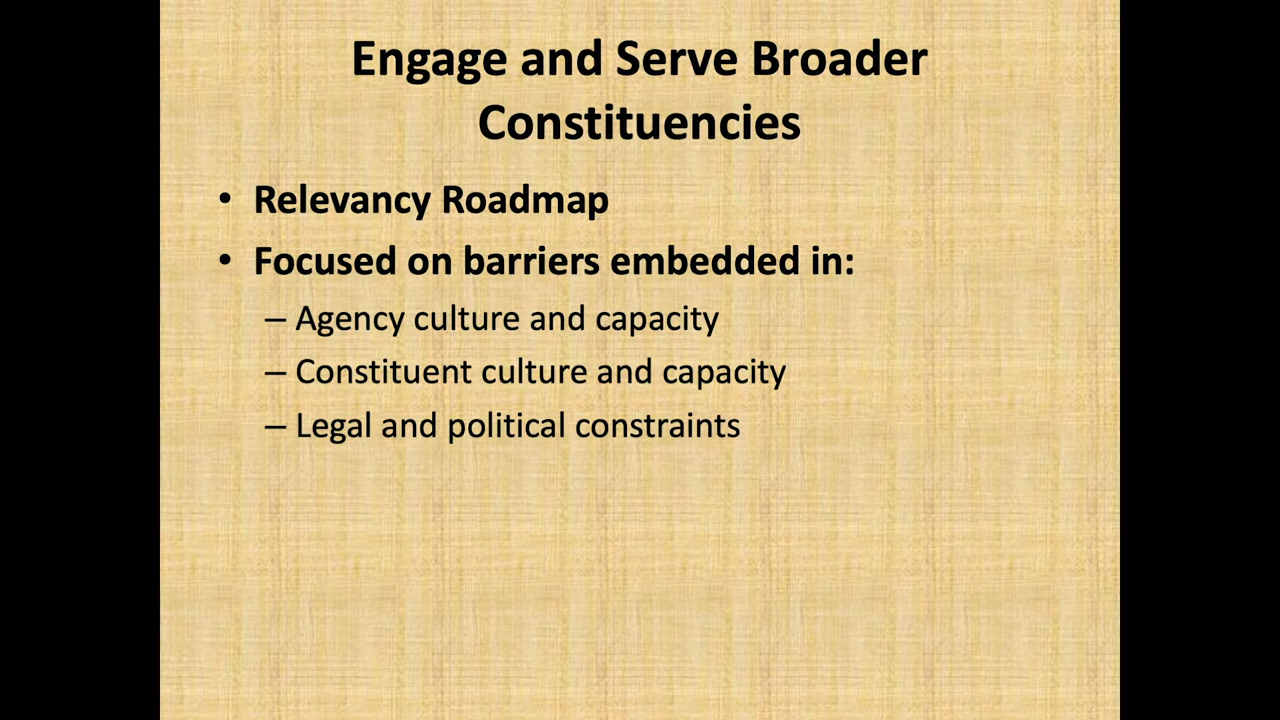 Engage and Serve Broader
Constituencies
• Relevancy Roadmap
• Focused on barriers embedded in:
– Agency culture and capacity
– Constituent culture and capacity
– Legal and political constraints